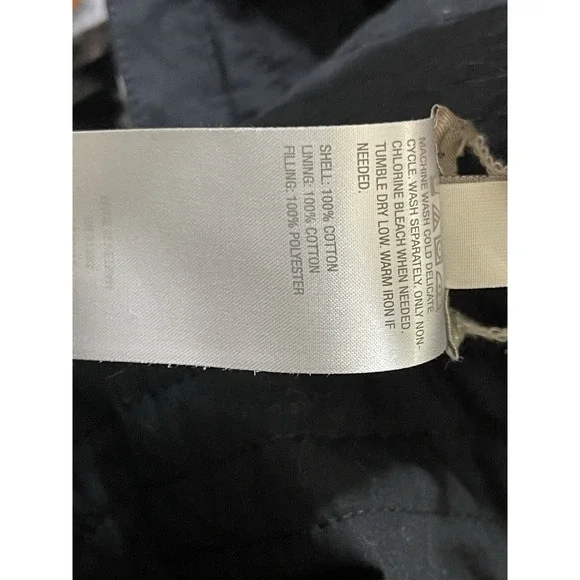 MACHINE WASH COLD DELICATE
CYCLE. WASH SEPARATELY. ONLY NON-
CHLORINE BLEACH WHEN NEEDED.
TUMBLE DRY LOW. WARM IRON IF
NEEDED.
SHELL: 100% COTTON
LINING: 100% COTTON
FILLING: 100% POLYESTER